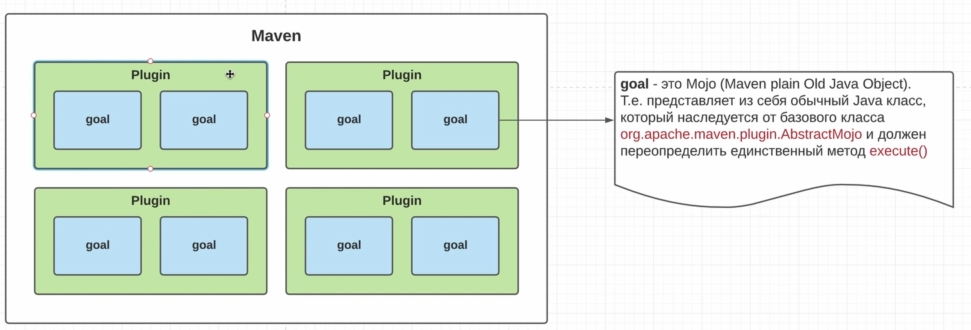 Maven
Plugin
goal
goal
Plugin
goal
goal
Plugin
goal
goal
Plugin
goal
goal
goal - это Mojo (Maven plain Old Java Object).
Т.е. представляет из себя обычный Java класс,
который наследуется от базового класса
org.apache.maven.plugin.AbstractMojo и должен
переопределить единственный метод execute()